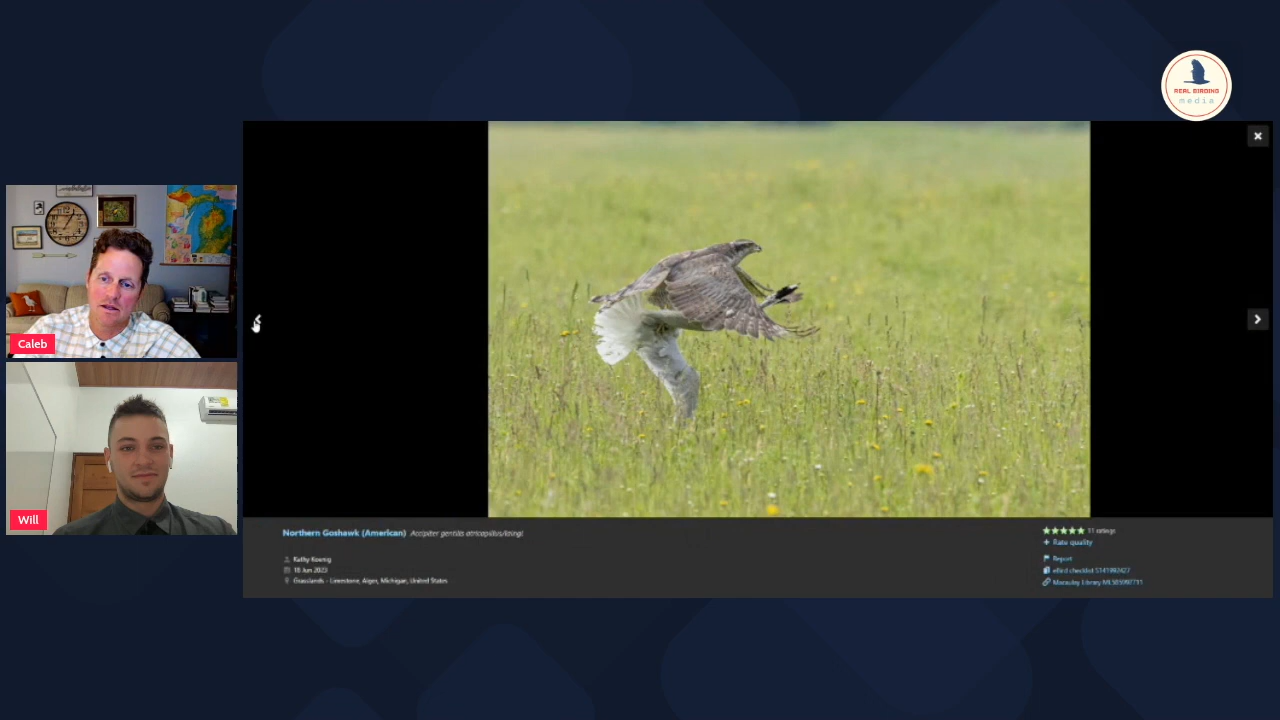 REAL BIRDING
media
Caleb
Will
Northern Goshawk (American) Accipiter gentilis atricapillus/laingi
Kathy Koenig
18 Jun 2023
Grasslands - Limestone, Alger, Michigan, United States
11 ratings
Rate quality
Report
eBird checklist
Macaulay Library